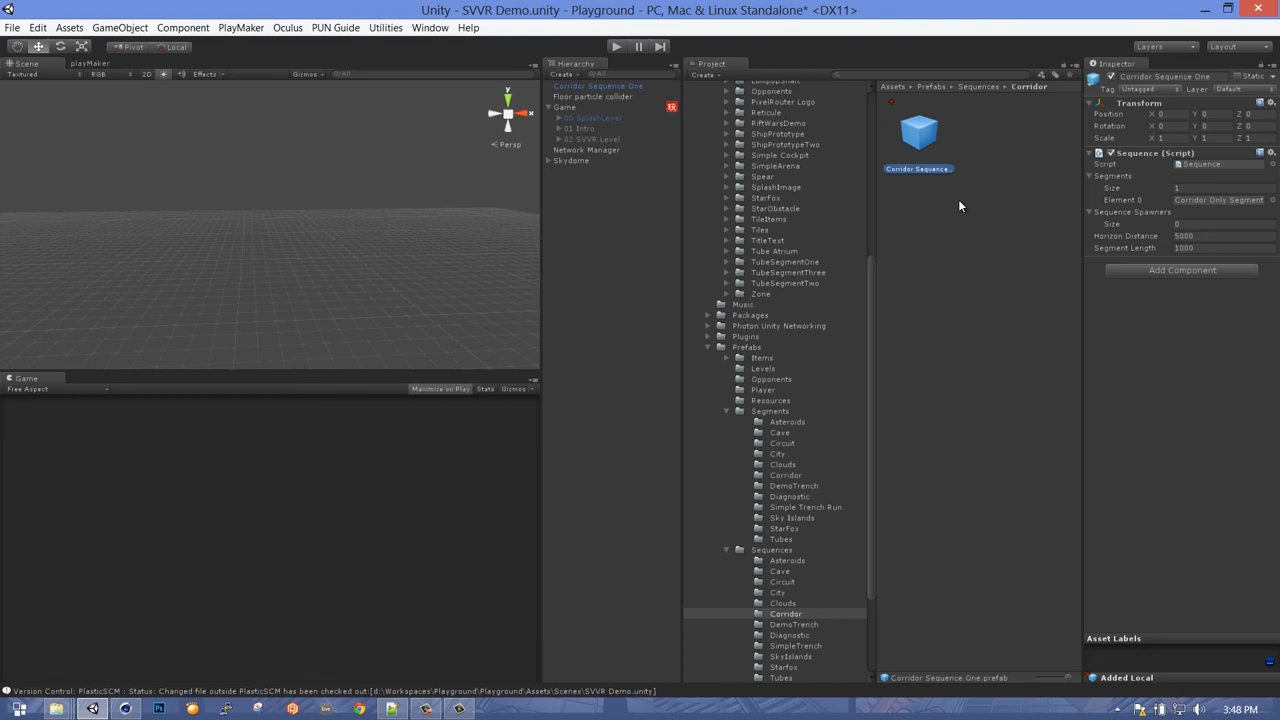 Unity - SVVR Demo.unity - Playground - PC, Mac & Linux Standalone* <DX11>
File Edit Assets GameObject Component PlayMaker Oculus PUN Guide Utilities Window Help
Pivot Local Layers Layout
Scene playMaker
Textured RGB 2D Effects Gizmos All
Persp
Game
Free Aspect Maximize on Play Stats Gizmos
Hierarchy
Create All
Corridor Sequence One
Floor particle collider
Game
00 SplashLevel
01 Intro
02 SVVR Level
Network Manager
Skydome
玩
Project
Create
LollipopSmart
Opponents
PixelRouter Logo
Reticule
RiftWarsDemo
ShipPrototype
ShipPrototypeTwo
Simple Cockpit
SimpleArena
Spear
SplashImage
StarFox
StarObstacle
TileItems
Tiles
TitleText
Tube Atrium
TubeSegmentOne
TubeSegmentThree
TubeSegmentTwo
Zone
Music
Packages
Photon Unity Networking
Plugins
Prefabs
Items
Levels
Opponents
Player
Resources
Segments
Asteroids
Cave
Circuit
City
Clouds
Corridor
DemoTrench
Diagnostic
Simple Trench Run
Sky Islands
StarFox
Tubes
Sequences
Asteroids
Cave
Circuit
City
Clouds
Corridor
DemoTrench
Diagnostic
SimpleTrench
SkyIslands
Starfox
Tubes
Assets Prefabs Sequences Corridor
Corridor Sequence...
Corridor Sequence One.prefab
Inspector
Corridor Sequence One Static
Tag Untagged Layer Default
Transform
Position X 0 Y 0 Z 0
Rotation X 0 Y 0 Z 0
Scale X 1 Y 1 Z 1
Sequence (Script)
Script Sequence
Segments
Size 1
Element 0 Corridor Only Segment
Sequence Spawners
Size 0
Horizon Distance 5000
Segment Length 1000
Add Component
Asset Labels
Added Local
Version Control: PlasticSCM : Status: Changed file outside PlasticSCM has been checked out:[d:\Workspaces\Playground\Playground\Assets\Scenes\SVVR Demo.unity]
Ps
Live
3:48 PM